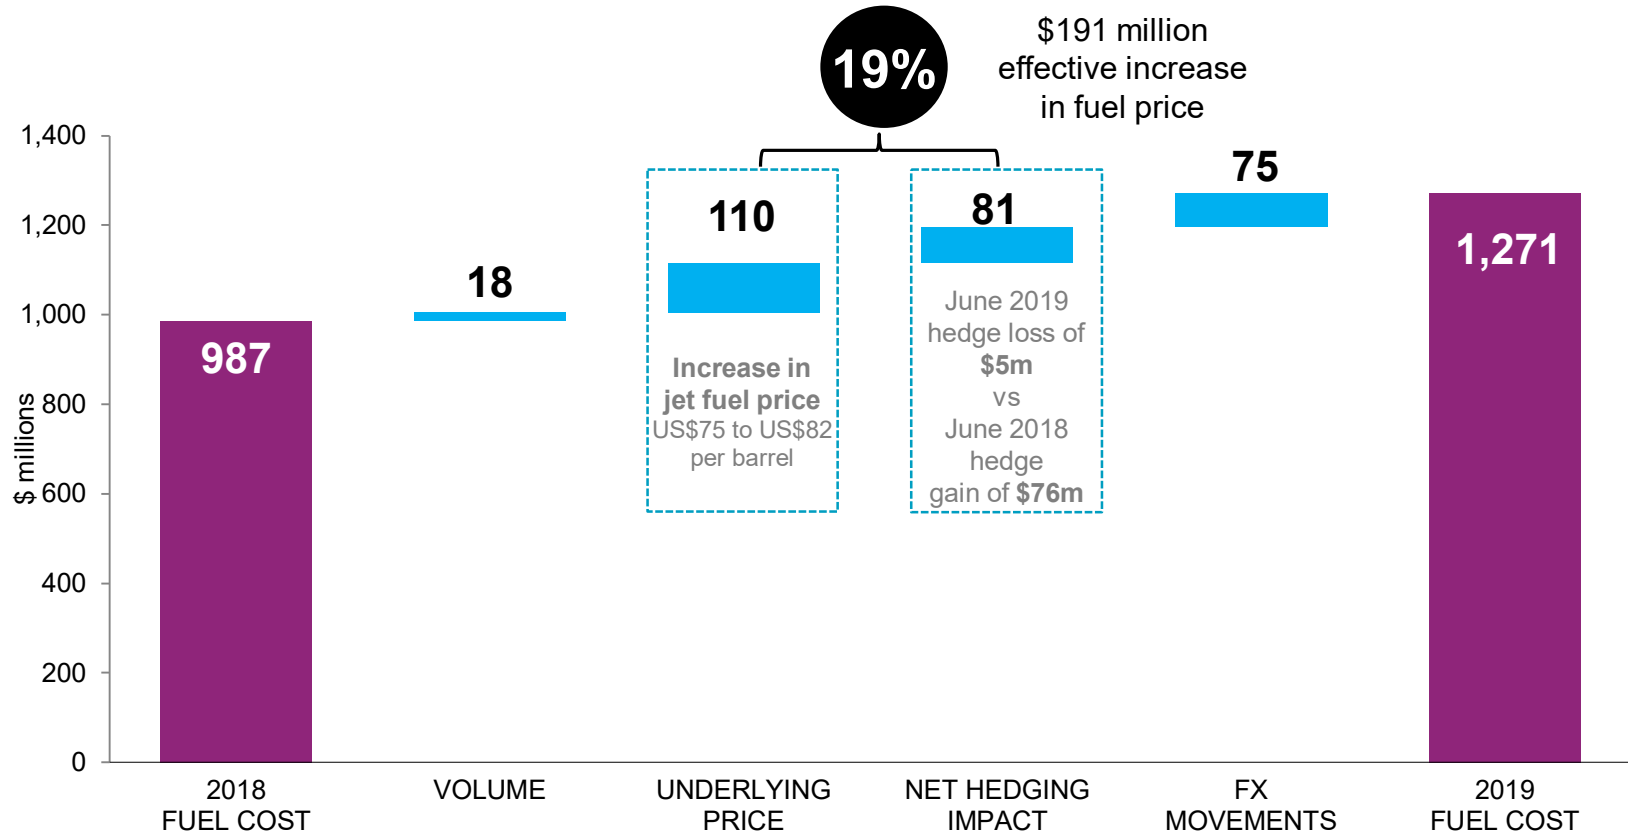 19%
$191 million
effective increase
in fuel price
$ millions
1,400
1,200
1,000
800
600
400
200
0
987
18
110
Increase in
jet fuel price
US$75 to US$82
per barrel
81
June 2019
hedge loss of
$5m
vs
June 2018
hedge
gain of $76m
75
1,271
2018
FUEL COST
VOLUME
UNDERLYING
PRICE
NET HEDGING
IMPACT
FX
MOVEMENTS
2019
FUEL COST